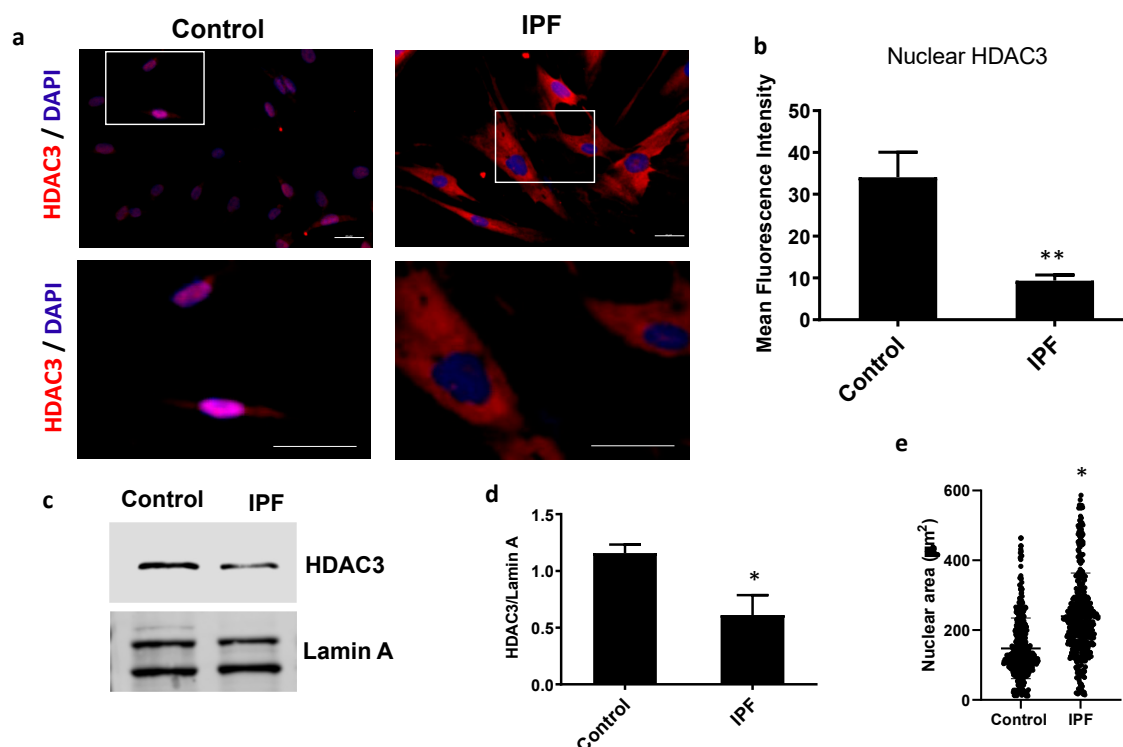 a
Control
IPF
HDAC3 / DAPI
HDAC3 / DAPI
b
Nuclear HDAC3
Mean Fluorescence Intensity
50
40
30
20
10
0
**
Control
IPF
c
Control
IPF
HDAC3
Lamin A
d
HDAC3/Lamin A
1.5
1.0
0.5
0.0
*
Control
IPF
e
Nuclear area (μm²)
600
400
200
0
*
Control
IPF